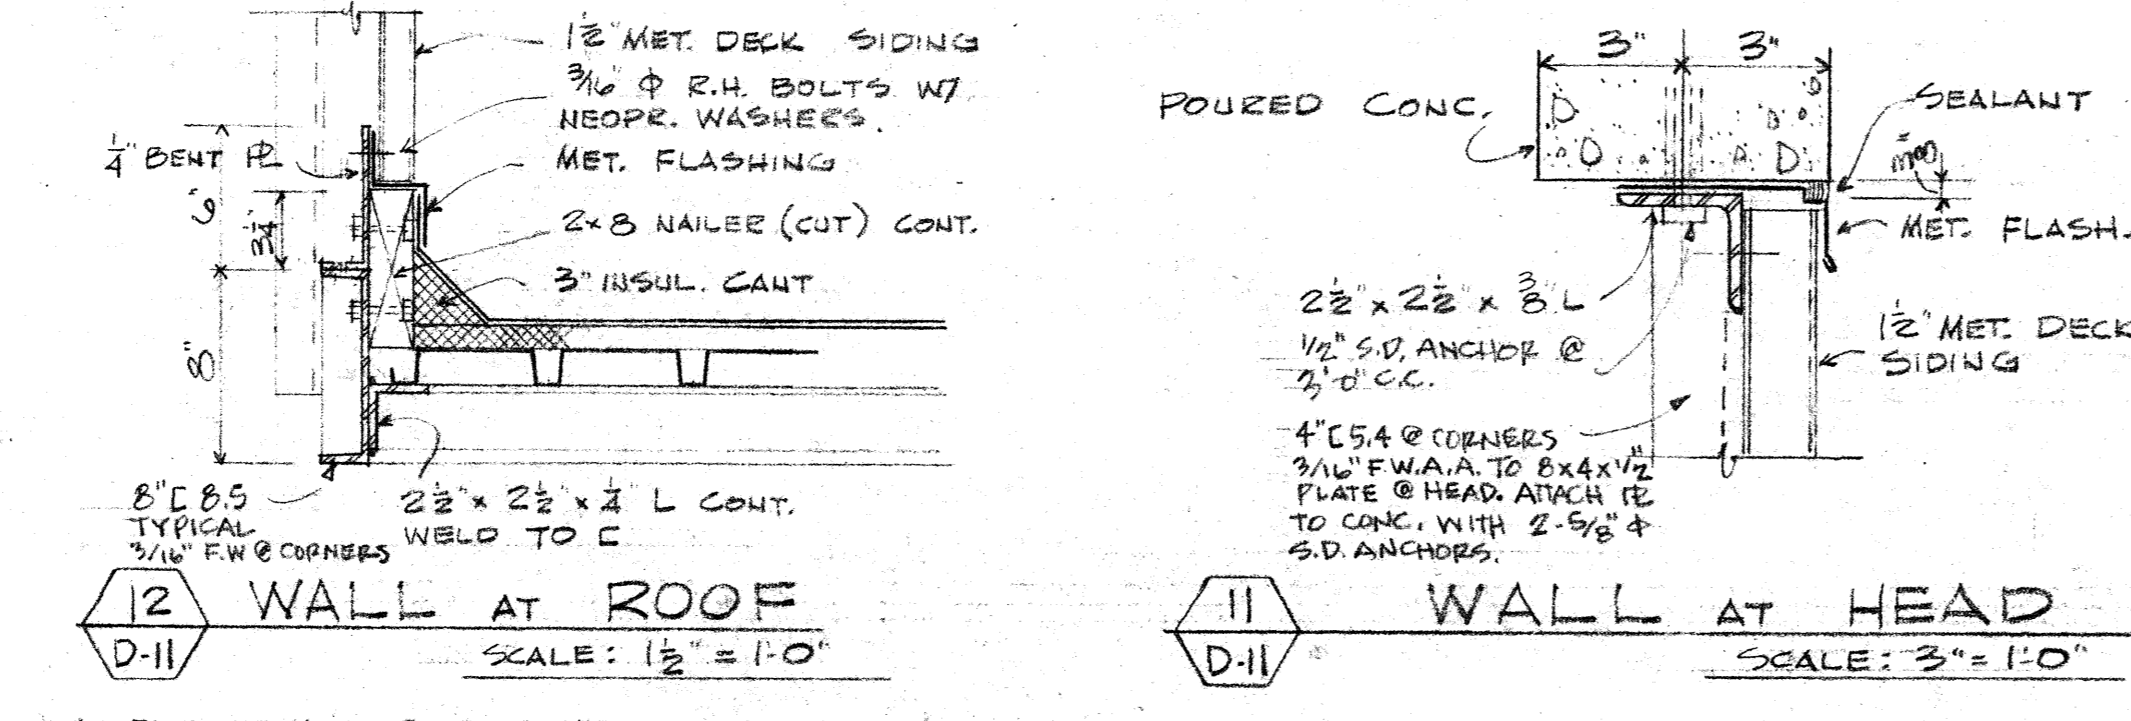 1½" MET. DECK SIDING
3/16" ⌀ R.H. BOLTS W/
NEOPR. WASHERS.
¼" BENT PL
MET. FLASHING
6"
3¼"
2x8 NAILER (CUT) CONT.
3" INSUL. CANT
8"
8" [ 8.5
TYPICAL
3/16" F.W @ CORNERS
2½" x 2½" x ¼" L CONT.
WELD TO [
12
D-11
WALL AT ROOF
SCALE: 1½" = 1'-0"
3" 3"
POURED CONC.
SEALANT
MET. FLASH.
2½" x 2½" x ⅜" L
½" S.D. ANCHOR @
3'-0" C.C.
1½" MET. DECK
SIDING
4" [ 5.4 @ CORNERS
3/16" F.W.A.A. TO 8x4x½"
PLATE @ HEAD. ATTACH PL
TO CONC. WITH 2-5/8" ⌀
S.D. ANCHORS.
11
D-11
WALL AT HEAD
SCALE: 3" = 1'-0"